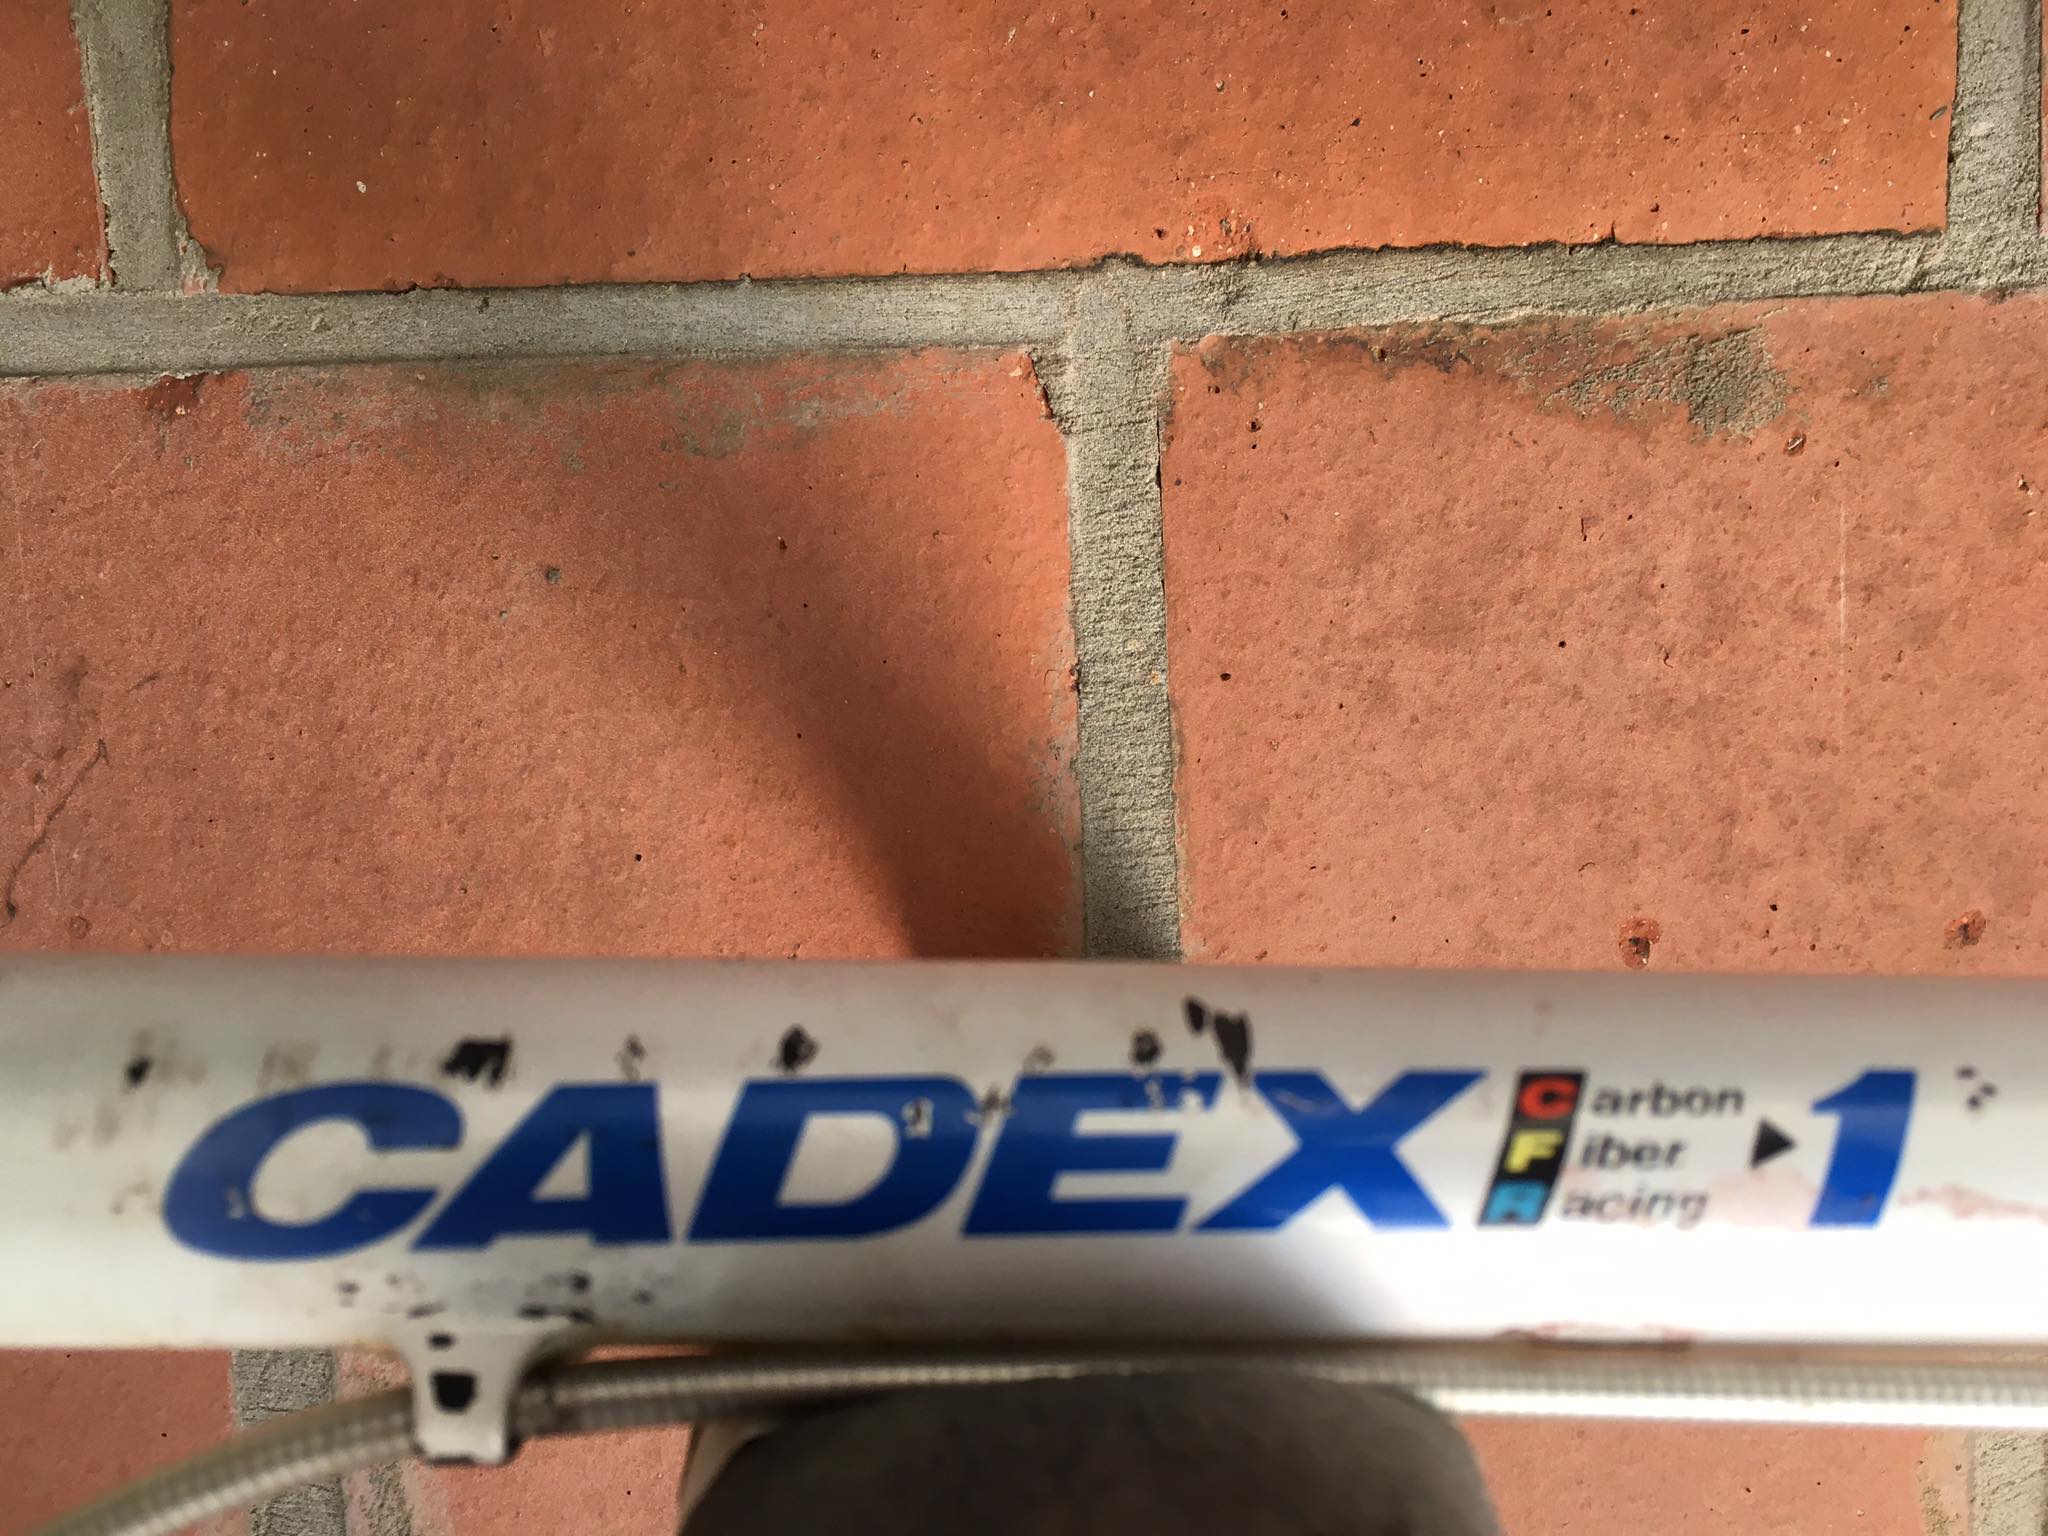 CADEX Carbon Fiber Racing ▶ 1